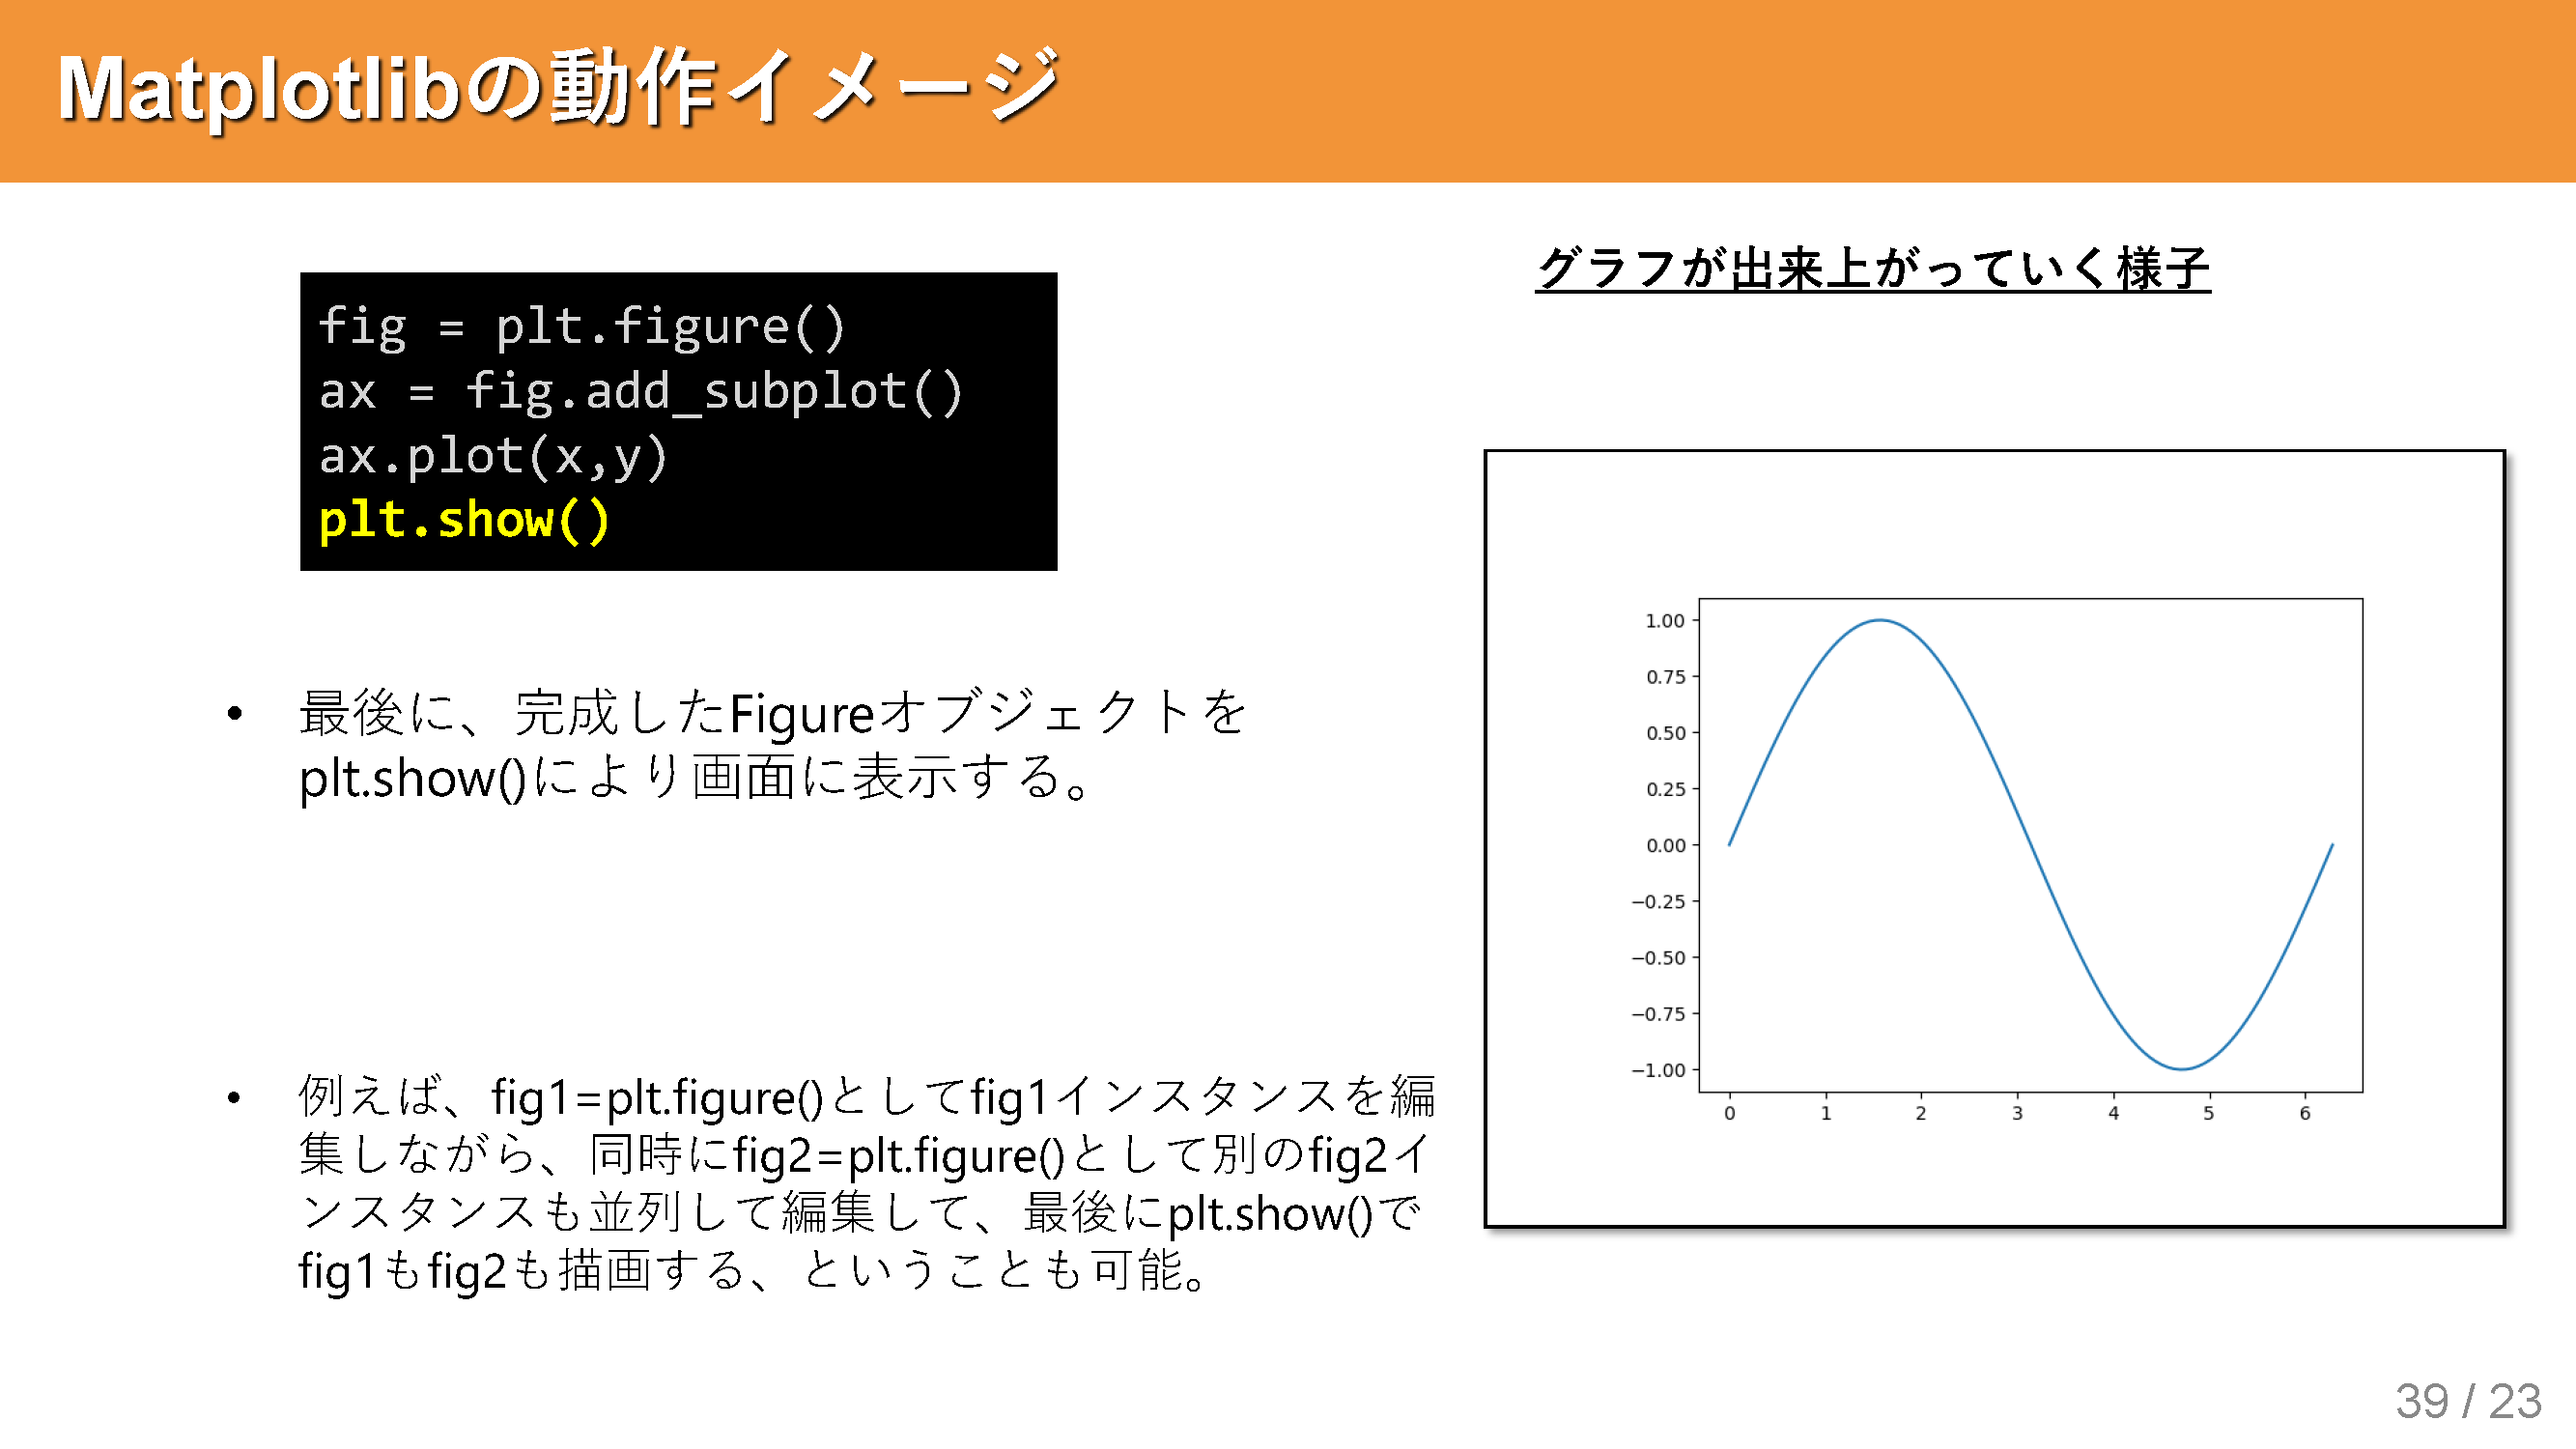 Matplotlibの動作イメージ
fig = plt.figure()
ax = fig.add_subplot()
ax.plot(x,y)
plt.show()
• 最後に、完成したFigureオブジェクトを
plt.show()により画面に表示する。
• 例えば、fig1=plt.figure()としてfig1インスタンスを編
集しながら、同時にfig2=plt.figure()として別のfig2イ
ンスタンスも並列して編集して、最後にplt.show()で
fig1もfig2も描画する、ということも可能。
グラフが出来上がっていく様子
1.00
0.75
0.50
0.25
0.00
−0.25
−0.50
−0.75
−1.00
0 1 2 3 4 5 6
39 / 23